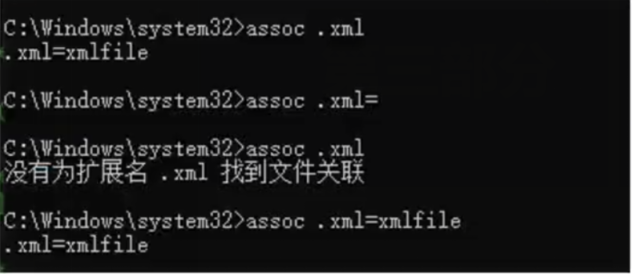 C:\Windows\system32>assoc .xml
.xml=xmlfile
C:\Windows\system32>assoc .xml=
C:\Windows\system32>assoc .xml
没有为扩展名 .xml 找到文件关联
C:\Windows\system32>assoc .xml=xmlfile
.xml=xmlfile